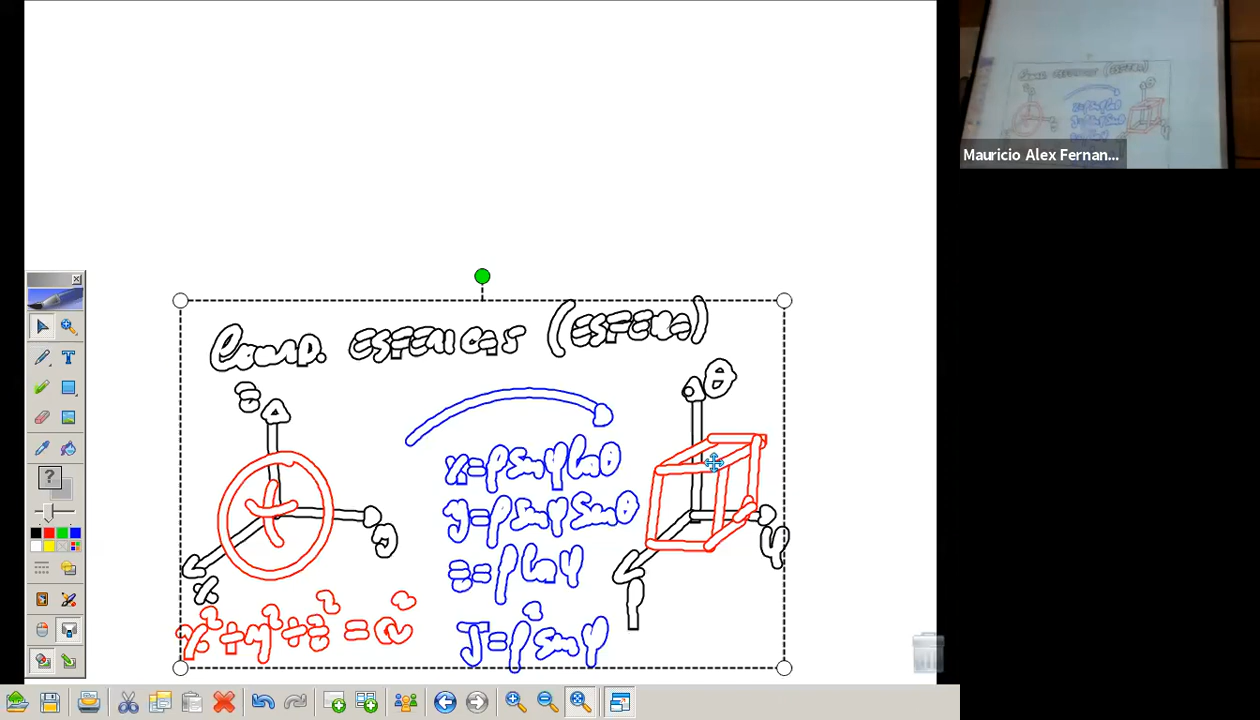 Coord. ESFERICAS (ESFERA)
z
θ
x = ρ sen φ cos θ
y = ρ sen φ sen θ
z = ρ cos φ
J = ρ² sen φ
y
x
φ
ρ
x² + y² + z² = a²
Mauricio Alex Fernan...